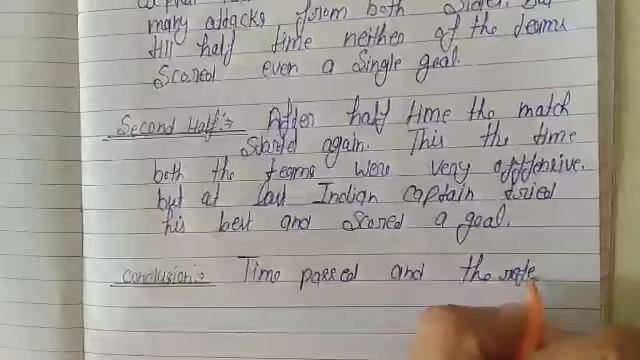 many attacks from both sides, but
till half time neither of the teams
Scored even a Single goal.
Second Half:- After half time the match
Started again. This the time
both the teams were very offensive.
but at last Indian captain tried
his best and Scored a goal.
Conclusion:- Time passed and the